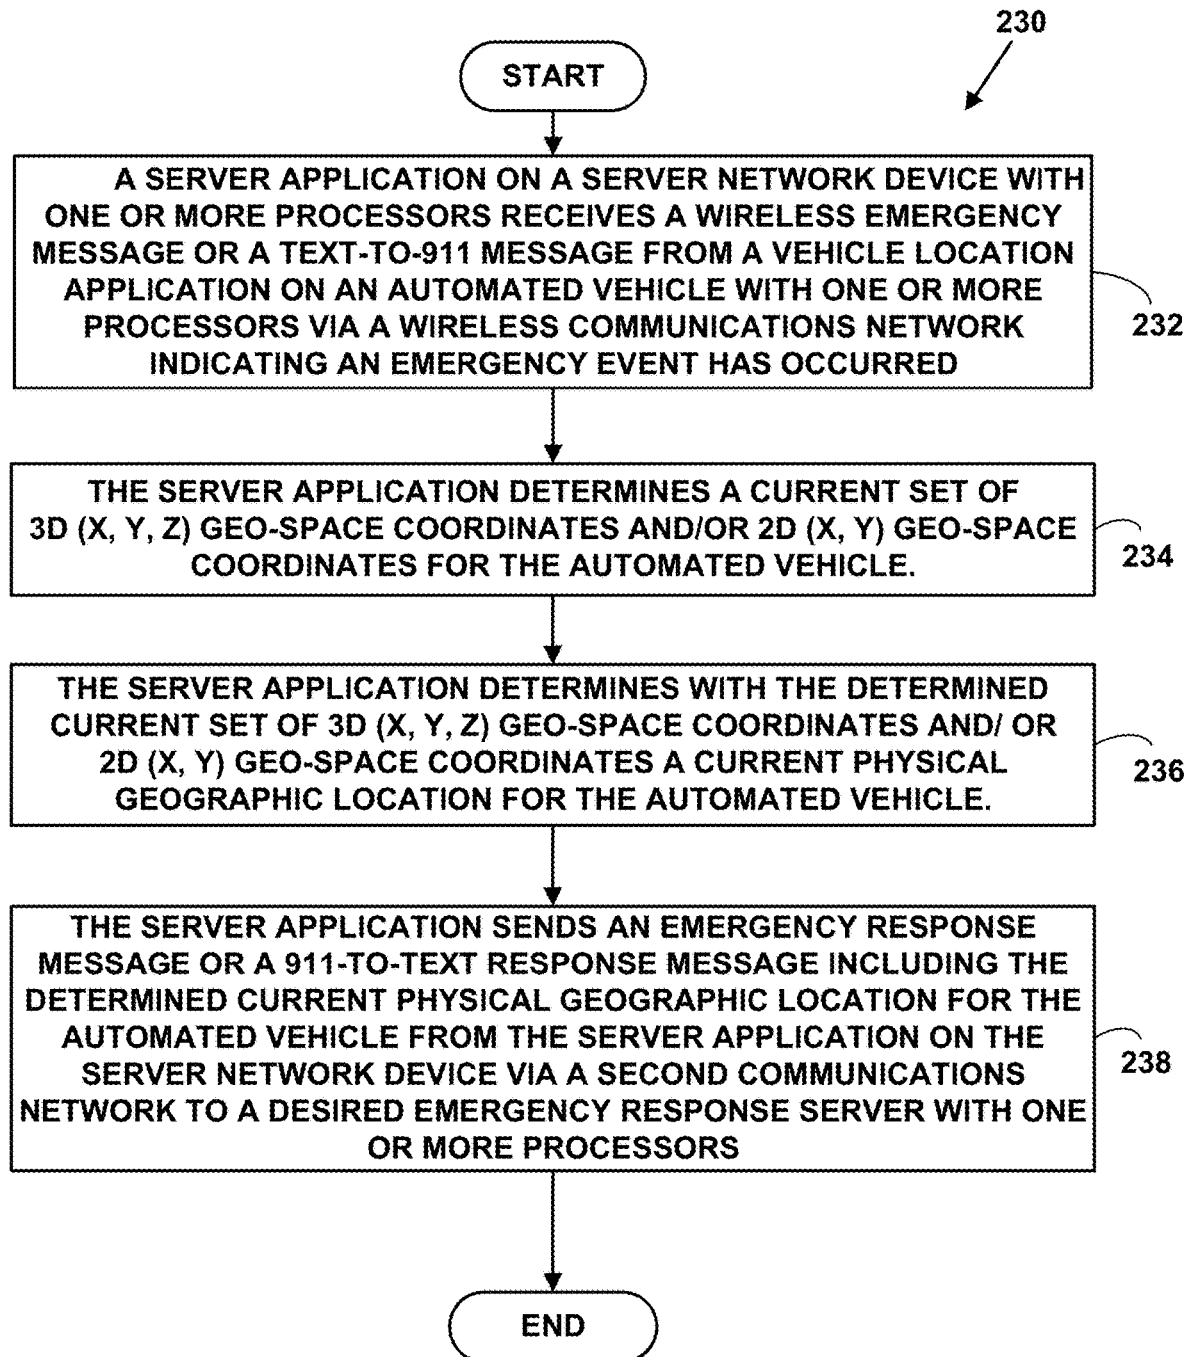 230
START
A SERVER APPLICATION ON A SERVER NETWORK DEVICE WITH
ONE OR MORE PROCESSORS RECEIVES A WIRELESS EMERGENCY
MESSAGE OR A TEXT-TO-911 MESSAGE FROM A VEHICLE LOCATION
APPLICATION ON AN AUTOMATED VEHICLE WITH ONE OR MORE
PROCESSORS VIA A WIRELESS COMMUNICATIONS NETWORK
INDICATING AN EMERGENCY EVENT HAS OCCURRED
232
THE SERVER APPLICATION DETERMINES A CURRENT SET OF
3D (X, Y, Z) GEO-SPACE COORDINATES AND/OR 2D (X, Y) GEO-SPACE
COORDINATES FOR THE AUTOMATED VEHICLE.
234
THE SERVER APPLICATION DETERMINES WITH THE DETERMINED
CURRENT SET OF 3D (X, Y, Z) GEO-SPACE COORDINATES AND/ OR
2D (X, Y) GEO-SPACE COORDINATES A CURRENT PHYSICAL
GEOGRAPHIC LOCATION FOR THE AUTOMATED VEHICLE.
236
THE SERVER APPLICATION SENDS AN EMERGENCY RESPONSE
MESSAGE OR A 911-TO-TEXT RESPONSE MESSAGE INCLUDING THE
DETERMINED CURRENT PHYSICAL GEOGRAPHIC LOCATION FOR THE
AUTOMATED VEHICLE FROM THE SERVER APPLICATION ON THE
SERVER NETWORK DEVICE VIA A SECOND COMMUNICATIONS
NETWORK TO A DESIRED EMERGENCY RESPONSE SERVER WITH ONE
OR MORE PROCESSORS
238
END